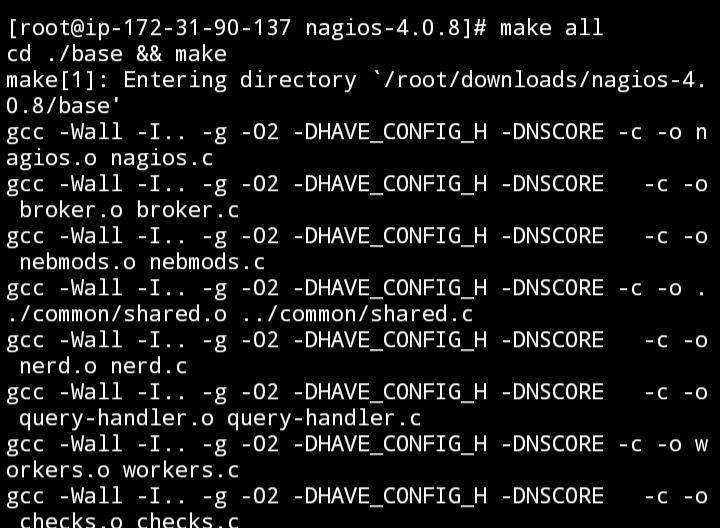 [root@ip-172-31-90-137 nagios-4.0.8]# make all
cd ./base && make
make[1]: Entering directory `/root/downloads/nagios-4.
0.8/base'
gcc -Wall -I.. -g -O2 -DHAVE_CONFIG_H -DNSCORE -c -o n
agios.o nagios.c
gcc -Wall -I.. -g -O2 -DHAVE_CONFIG_H -DNSCORE   -c -o
 broker.o broker.c
gcc -Wall -I.. -g -O2 -DHAVE_CONFIG_H -DNSCORE   -c -o
 nebmods.o nebmods.c
gcc -Wall -I.. -g -O2 -DHAVE_CONFIG_H -DNSCORE -c -o .
./common/shared.o ../common/shared.c
gcc -Wall -I.. -g -O2 -DHAVE_CONFIG_H -DNSCORE   -c -o
 nerd.o nerd.c
gcc -Wall -I.. -g -O2 -DHAVE_CONFIG_H -DNSCORE   -c -o
 query-handler.o query-handler.c
gcc -Wall -I.. -g -O2 -DHAVE_CONFIG_H -DNSCORE -c -o w
orkers.o workers.c
gcc -Wall -I.. -g -O2 -DHAVE_CONFIG_H -DNSCORE   -c -o
 checks.o checks.c